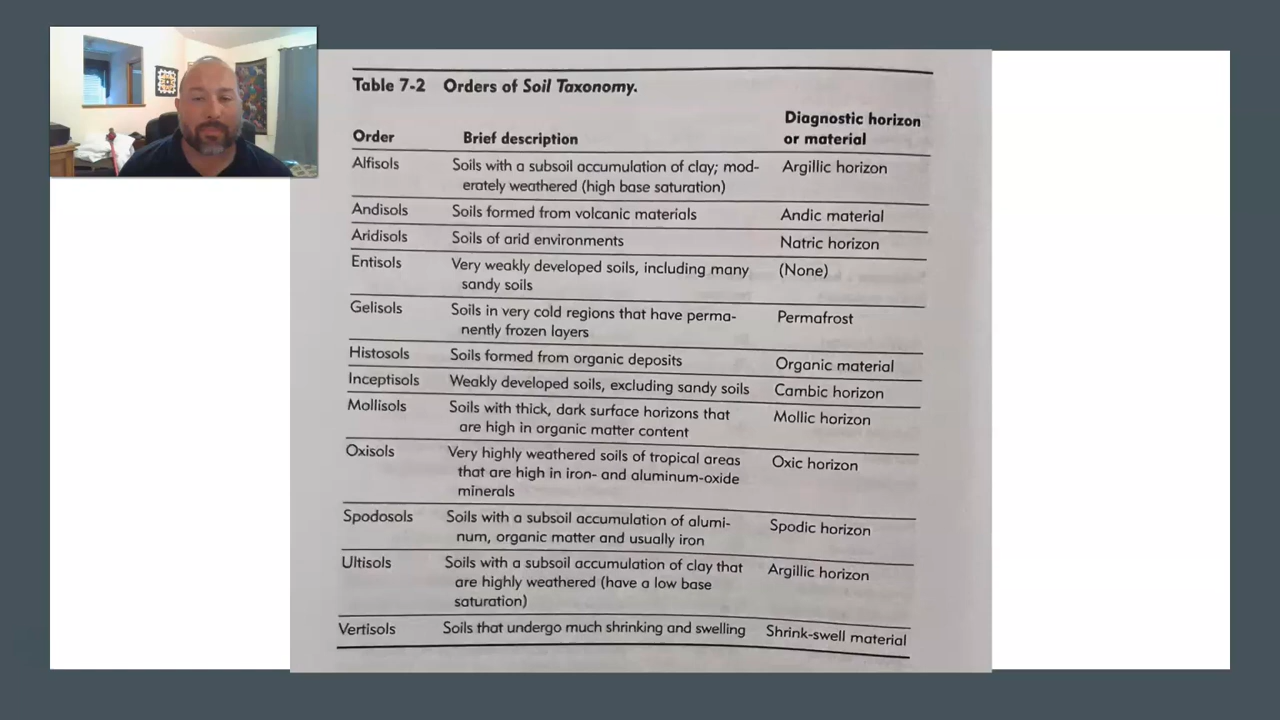 Table 7-2 Orders of Soil Taxonomy.
Order Brief description Diagnostic horizon or material
Alfisols Soils with a subsoil accumulation of clay; mod- Argillic horizon
erately weathered (high base saturation)
Andisols Soils formed from volcanic materials Andic material
Aridisols Soils of arid environments Natric horizon
Entisols Very weakly developed soils, including many (None)
sandy soils
Gelisols Soils in very cold regions that have perma- Permafrost
nently frozen layers
Histosols Soils formed from organic deposits Organic material
Inceptisols Weakly developed soils, excluding sandy soils Cambic horizon
Mollisols Soils with thick, dark surface horizons that Mollic horizon
are high in organic matter content
Oxisols Very highly weathered soils of tropical areas Oxic horizon
that are high in iron- and aluminum-oxide
minerals
Spodosols Soils with a subsoil accumulation of alumi- Spodic horizon
num, organic matter and usually iron
Ultisols Soils with a subsoil accumulation of clay that Argillic horizon
are highly weathered (have a low base
saturation)
Vertisols Soils that undergo much shrinking and swelling Shrink-swell material